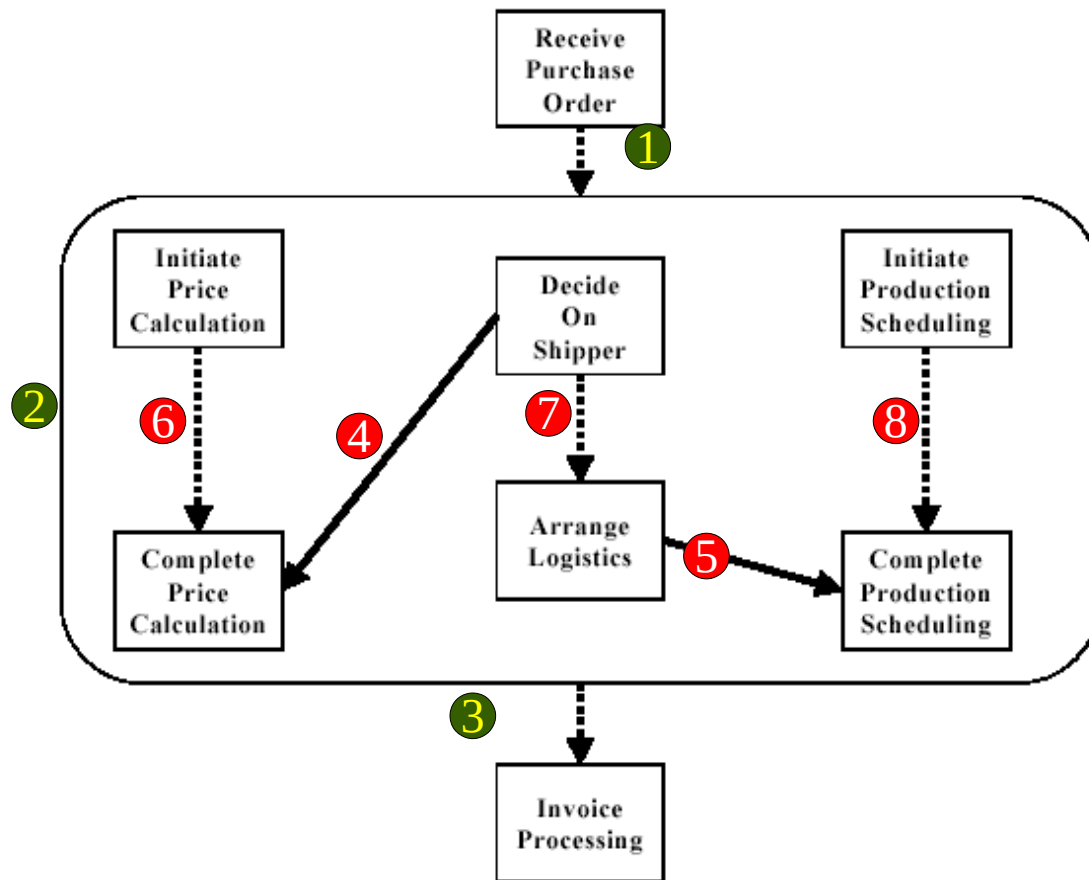 Receive
Purchase
Order
1
Initiate
Price
Calculation
Decide
On
Shipper
Initiate
Production
Scheduling
2
6
4
7
8
Complete
Price
Calculation
Arrange
Logistics
5
Complete
Production
Scheduling
3
Invoice
Processing